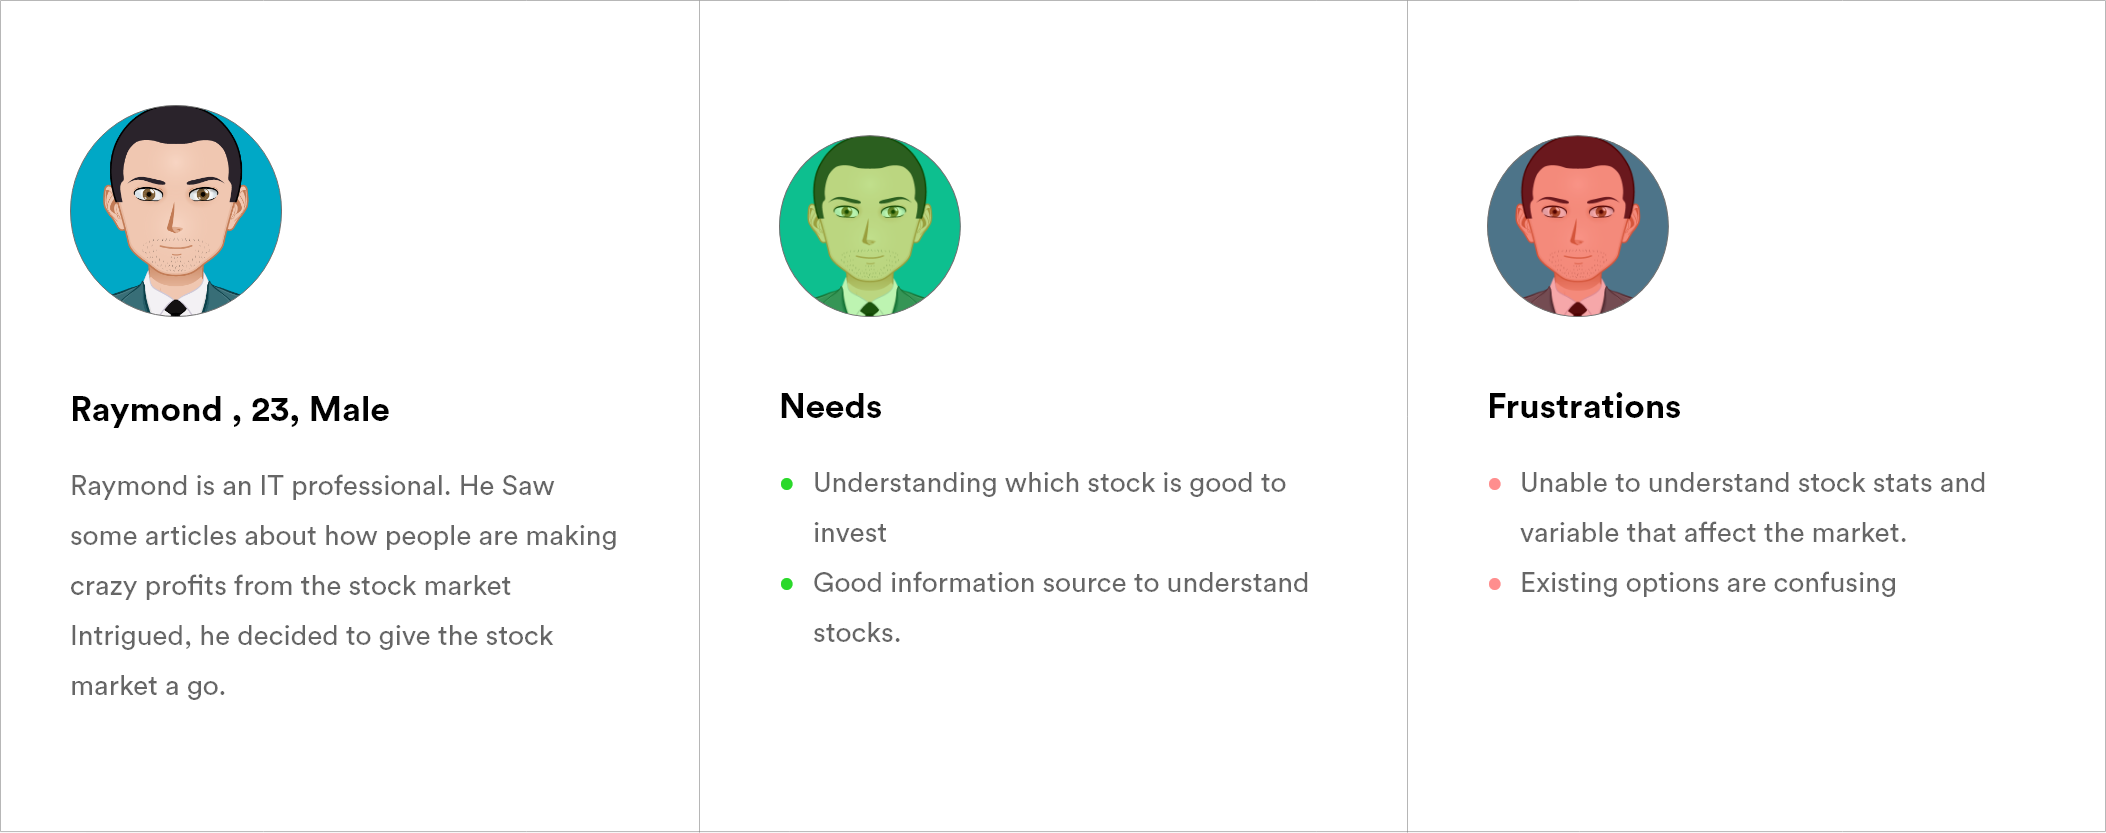 Raymond , 23, Male
Raymond is an IT professional. He Saw
some articles about how people are making
crazy profits from the stock market
Intrigued, he decided to give the stock
market a go.
Needs
Understanding which stock is good to
invest
Good information source to understand
stocks.
Frustrations
Unable to understand stock stats and
variable that affect the market.
Existing options are confusing